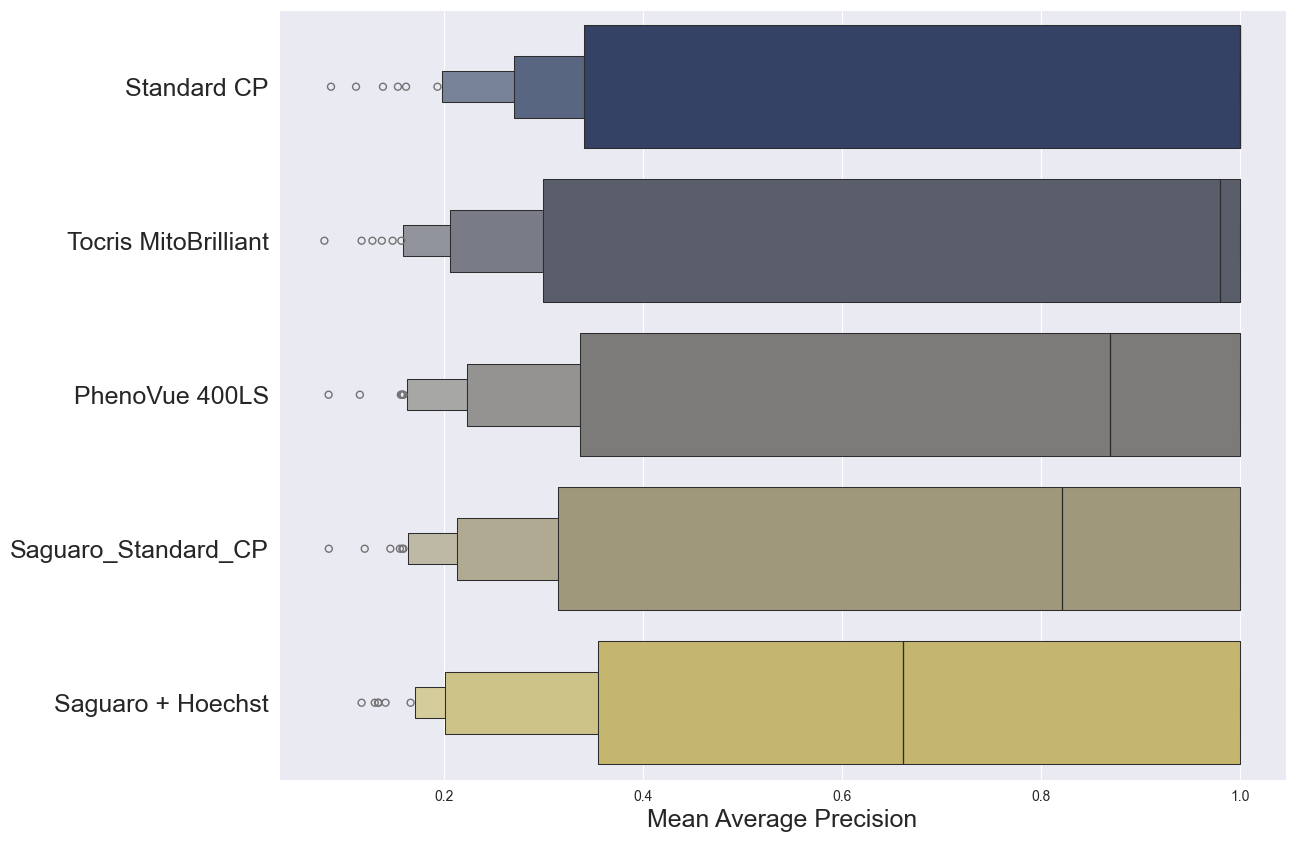 Standard CP
Tocris MitoBrilliant
PhenoVue 400LS
Saguaro_Standard_CP
Saguaro + Hoechst
0.2 0.4 0.6 0.8 1.0
Mean Average Precision